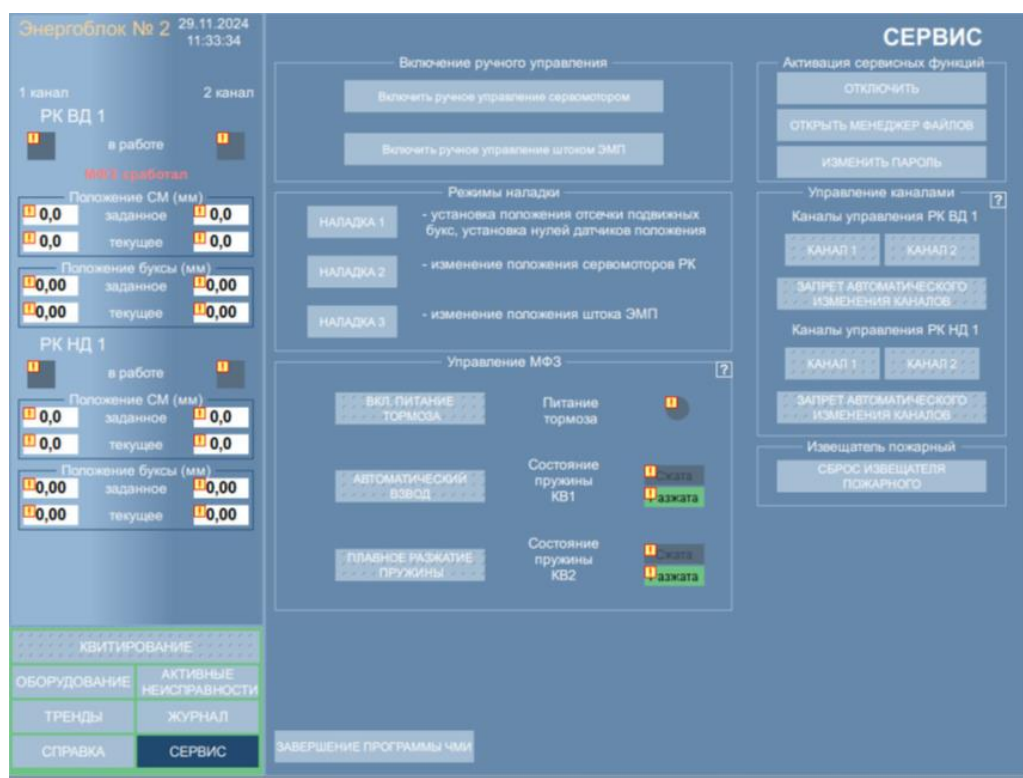 Энергоблок № 2
29.11.2024
11:33:34
1 канал
2 канал
РК ВД 1
в работе
МФЗ сработал
Положение СМ (мм)
0,0 заданное 0,0
0,0 текущее 0,0
Положение буксы (мм)
0,00 заданное 0,00
0,00 текущее 0,00
РК НД 1
в работе
Положение СМ (мм)
0,0 заданное 0,0
0,0 текущее 0,0
Положение буксы (мм)
0,00 заданное 0,00
0,00 текущее 0,00
КВИТИРОВАНИЕ
ОБОРУДОВАНИЕ
АКТИВНЫЕ
НЕИСПРАВНОСТИ
ТРЕНДЫ
ЖУРНАЛ
СПРАВКА
СЕРВИС
Включение ручного управления
Включить ручное управление сервомотором
Включить ручное управление штоком ЭМП
Режимы наладки
НАЛАДКА 1
- установка положения отсечки подвижных
букс, установка нулей датчиков положения
НАЛАДКА 2
- изменение положения сервомоторов РК
НАЛАДКА 3
- изменение положения штока ЭМП
Управление МФЗ
?
ВКЛ. ПИТАНИЕ
ТОРМОЗА
Питание
тормоза
АВТОМАТИЧЕСКИЙ
ВЗВОД
Состояние
пружины
КВ1
Сжата
Разжата
ПЛАВНОЕ РАЗЖАТИЕ
ПРУЖИНЫ
Состояние
пружины
КВ2
Сжата
Разжата
ЗАВЕРШЕНИЕ ПРОГРАММЫ ЧМИ
СЕРВИС
Активация сервисных функций
ОТКЛЮЧИТЬ
ОТКРЫТЬ МЕНЕДЖЕР ФАЙЛОВ
ИЗМЕНИТЬ ПАРОЛЬ
Управление каналами
?
Каналы управления РК ВД 1
КАНАЛ 1
КАНАЛ 2
ЗАПРЕТ АВТОМАТИЧЕСКОГО
ИЗМЕНЕНИЯ КАНАЛОВ
Каналы управления РК НД 1
КАНАЛ 1
КАНАЛ 2
ЗАПРЕТ АВТОМАТИЧЕСКОГО
ИЗМЕНЕНИЯ КАНАЛОВ
Извещатель пожарный
СБРОС ИЗВЕЩАТЕЛЯ
ПОЖАРНОГО